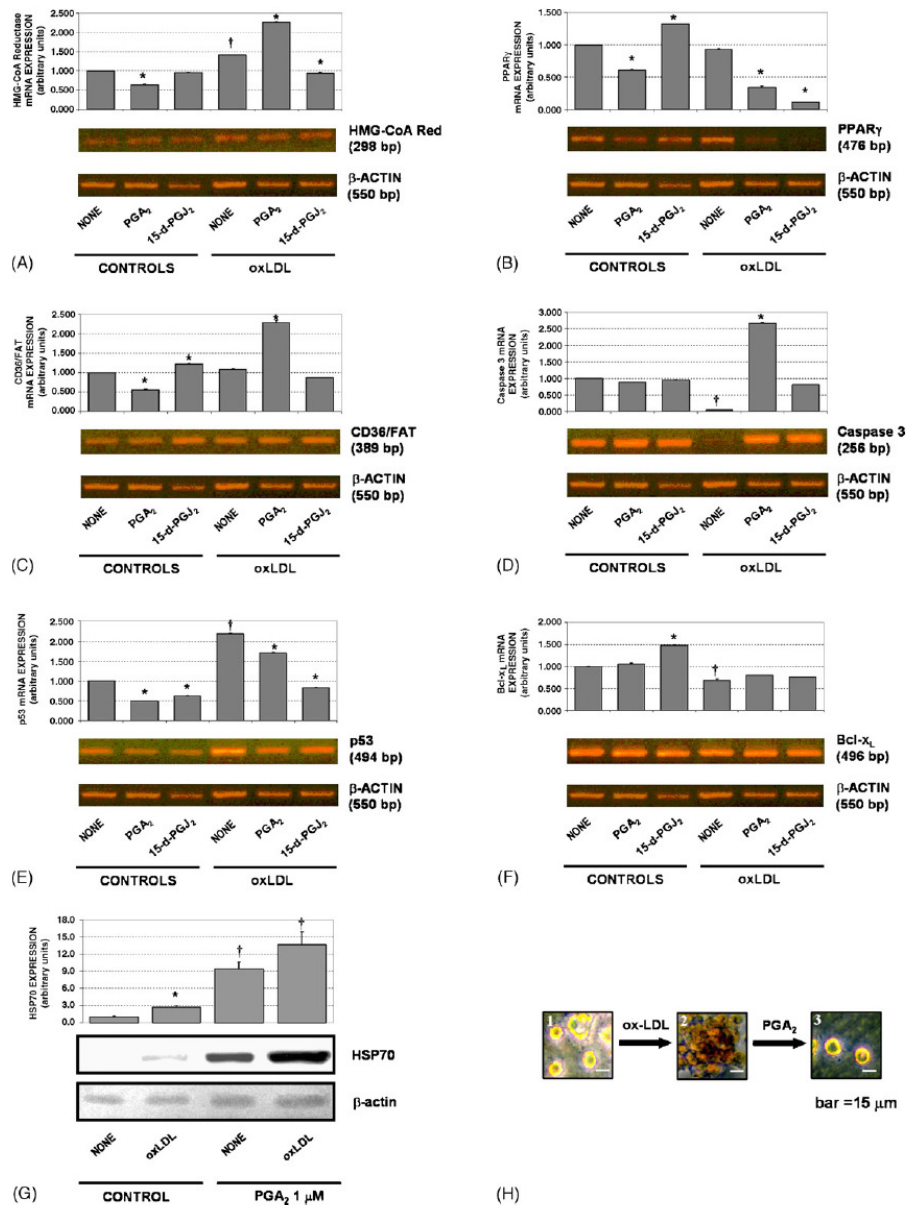 HMG-CoA Reductase
mRNA EXPRESSION
(arbitrary units)
2.500
2.000
1.500
1.000
0.500
0.000
*
†
*
*
HMG-CoA Red
(298 bp)
β-ACTIN
(550 bp)
NONE
PGA₂
15-d-PGJ₂
NONE
PGA₂
15-d-PGJ₂
(A)
CONTROLS
oxLDL
PPARγ
mRNA EXPRESSION
(arbitrary units)
1.500
1.000
0.500
0.000
*
*
*
*
PPARγ
(476 bp)
β-ACTIN
(550 bp)
NONE
PGA₂
15-d-PGJ₂
NONE
PGA₂
15-d-PGJ₂
(B)
CONTROLS
oxLDL
CD36/FAT
mRNA EXPRESSION
(arbitrary units)
2.500
2.000
1.500
1.000
0.500
0.000
*
*
*
CD36/FAT
(389 bp)
β-ACTIN
(550 bp)
NONE
PGA₂
15-d-PGJ₂
NONE
PGA₂
15-d-PGJ₂
(C)
CONTROLS
oxLDL
Caspase 3 mRNA
EXPRESSION
(arbitrary units)
3.000
2.500
2.000
1.500
1.000
0.500
0.000
†
*
Caspase 3
(256 bp)
β-ACTIN
(550 bp)
NONE
PGA₂
15-d-PGJ₂
NONE
PGA₂
15-d-PGJ₂
(D)
CONTROLS
oxLDL
p53 mRNA EXPRESSION
(arbitrary units)
2.500
2.000
1.500
1.000
0.500
0.000
*
*
†
*
*
p53
(494 bp)
β-ACTIN
(550 bp)
NONE
PGA₂
15-d-PGJ₂
NONE
PGA₂
15-d-PGJ₂
(E)
CONTROLS
oxLDL
Bcl-xL mRNA
EXPRESSION
(arbitrary units)
2.000
1.500
1.000
0.500
0.000
*
†
Bcl-xL
(496 bp)
β-ACTIN
(550 bp)
NONE
PGA₂
15-d-PGJ₂
NONE
PGA₂
15-d-PGJ₂
(F)
CONTROLS
oxLDL
HSP70 EXPRESSION
(arbitrary units)
18.0
15.0
12.0
9.0
6.0
3.0
0.0
*
†
‡
HSP70
β-actin
NONE
oxLDL
NONE
oxLDL
(G)
CONTROL
PGA₂ 1 μM
1
ox-LDL
2
PGA₂
3
bar =15 μm
(H)